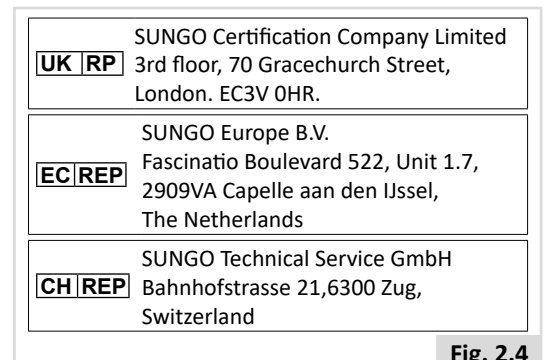 SUNGO Certification Company Limited
UK RP 3rd floor, 70 Gracechurch Street,
London. EC3V 0HR.
SUNGO Europe B.V.
Fascinatio Boulevard 522, Unit 1.7,
EC REP
2909VA Capelle aan den IJssel,
The Netherlands
SUNGO Technical Service GmbH
CH REP Bahnhofstrasse 21,6300 Zug,
Switzerland
Fig. 2.4